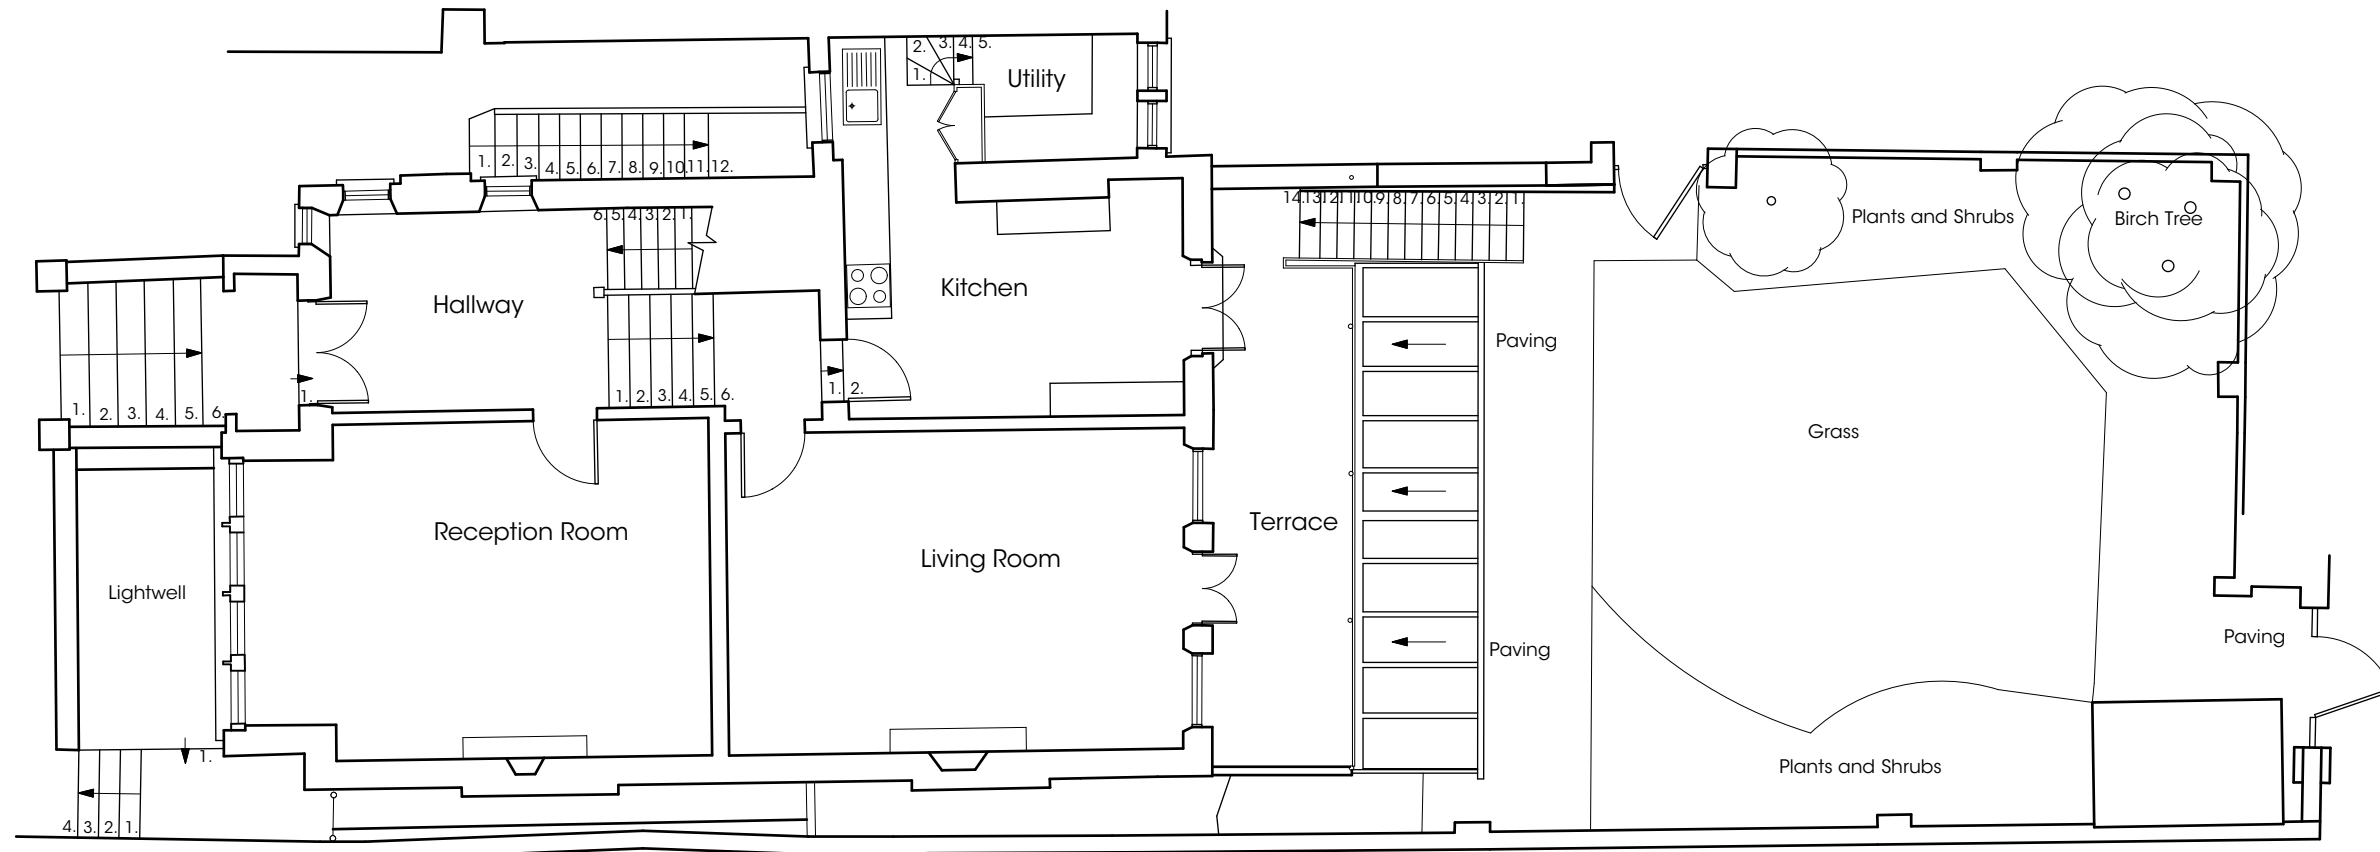 2. 3. 4. 5.
1.
Utility
1. 2. 3. 4. 5. 6. 7. 8. 9. 10. 11. 12.
6. 5. 4. 3. 2. 1.
14. 13. 12. 11. 10. 9. 8. 7. 6. 5. 4. 3. 2. 1.
Plants and Shrubs
Birch Tree
Hallway
Kitchen
Paving
1. 2. 3. 4. 5. 6.
1.
1. 2. 3. 4. 5. 6.
1. 2.
Grass
Reception Room
Living Room
Terrace
Lightwell
Paving
Paving
1.
Plants and Shrubs
4. 3. 2. 1.